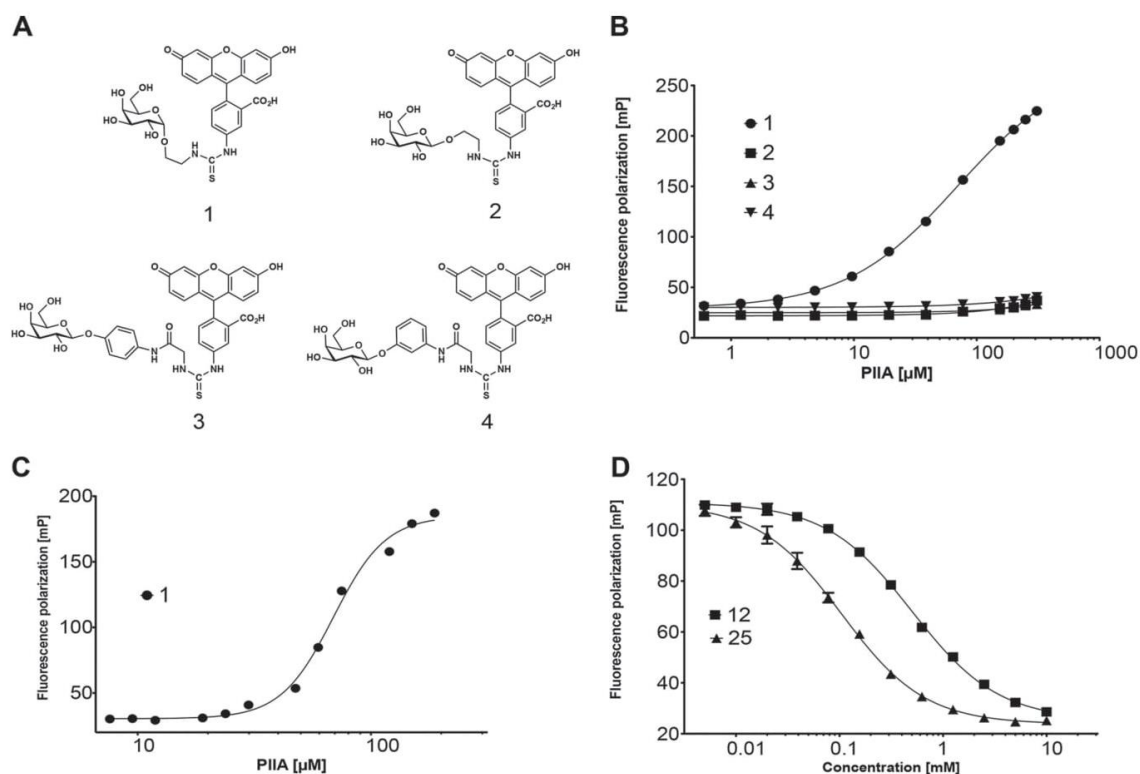 A
O
O
OH
HO
OH
O
HO
HO
O
CO₂H
H
N
C
S
H
N
1
O
O
OH
HO
OH
O
HO
OH
O
CO₂H
H
N
C
S
NH
2
O
O
OH
HO
OH
O
HO
OH
O
O
N
H
CO₂H
HN
C
S
NH
3
O
O
OH
HO
OH
O
HO
OH
O
O
N
H
CO₂H
HN
C
S
NH
4
B
Fluorescence polarization [mP]
250
200
150
100
50
0
1
2
3
4
1
10
100
1000
PIIA [µM]
C
Fluorescence polarization [mP]
200
150
100
50
1
10
100
PIIA [µM]
D
Fluorescence polarization [mP]
120
100
80
60
40
20
12
25
0.01
0.1
1
10
Concentration [mM]